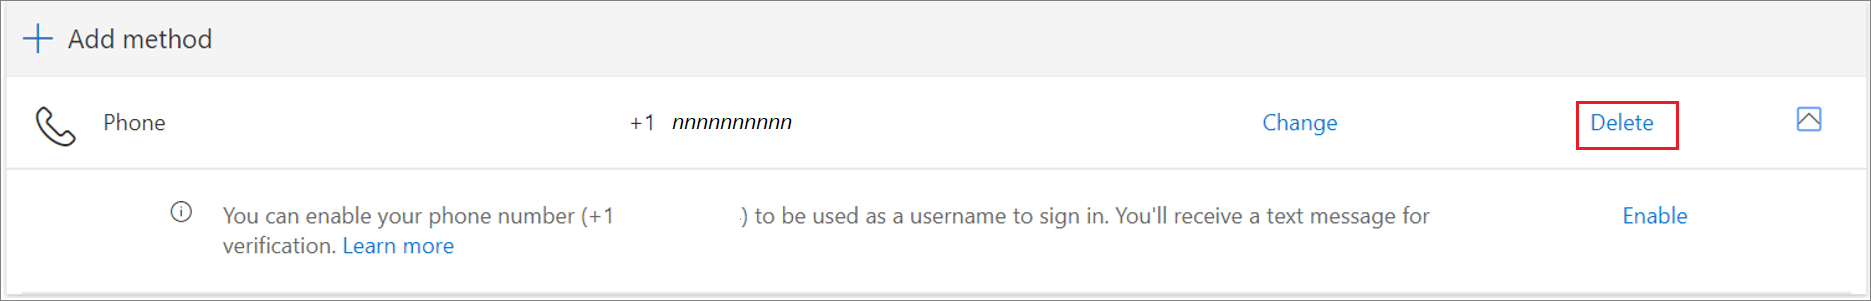 Add method
Phone +1 nnnnnnnnnn Change Delete
You can enable your phone number (+1 ) to be used as a username to sign in. You'll receive a text message for Enable
verification. Learn more